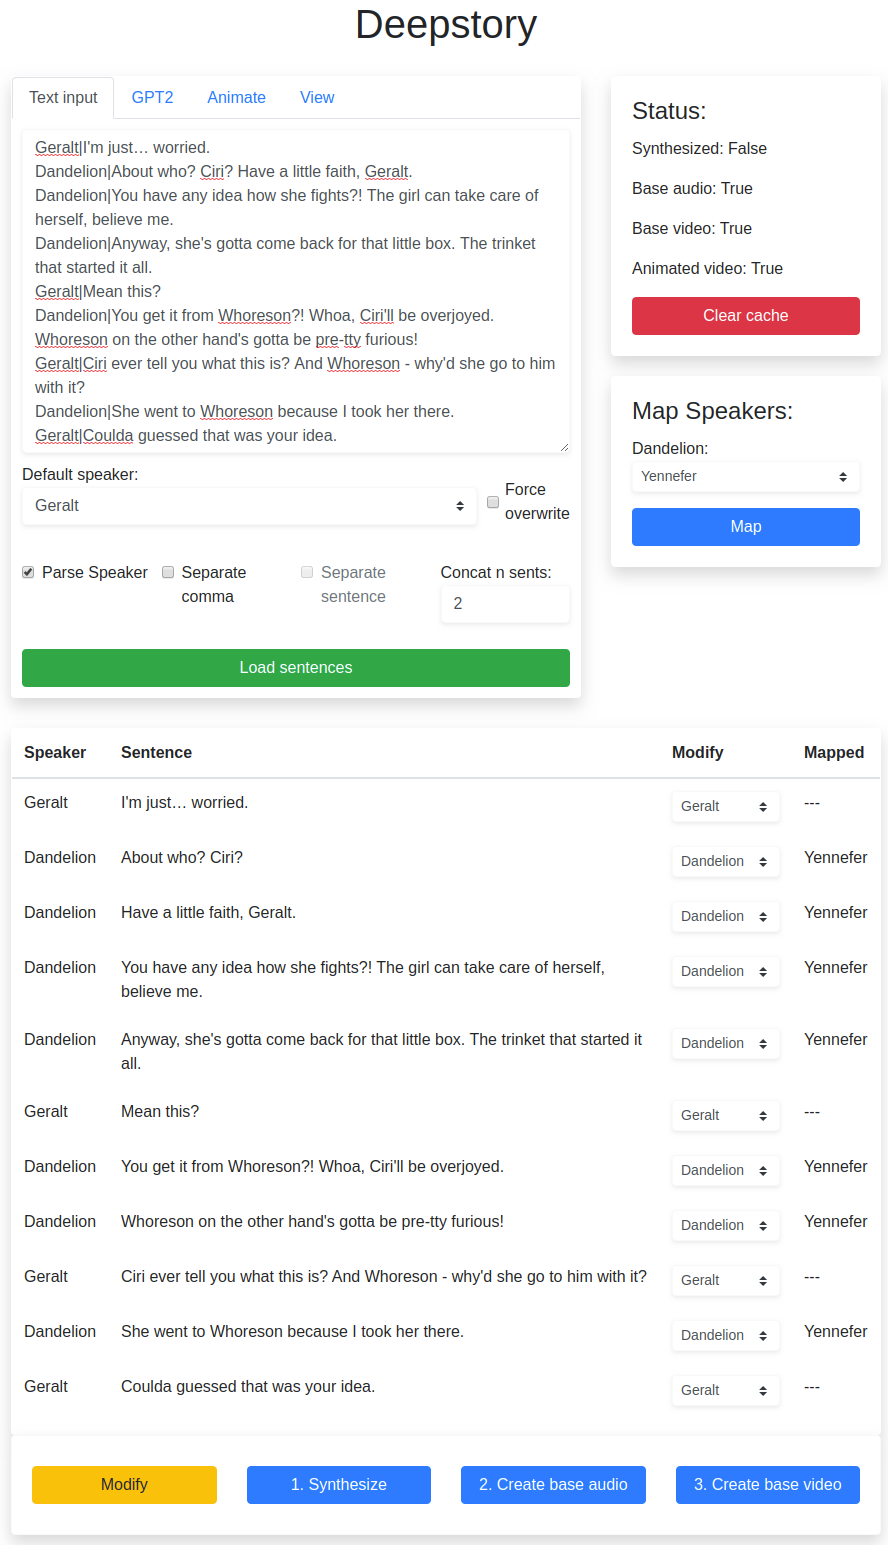 Deepstory
Text input
GPT2
Animate
View
Geralt|I'm just… worried.
Dandelion|About who? Ciri? Have a little faith, Geralt.
Dandelion|You have any idea how she fights?! The girl can take care of
herself, believe me.
Dandelion|Anyway, she's gotta come back for that little box. The trinket
that started it all.
Geralt|Mean this?
Dandelion|You get it from Whoreson?! Whoa, Ciri'll be overjoyed.
Whoreson on the other hand's gotta be pre-tty furious!
Geralt|Ciri ever tell you what this is? And Whoreson - why'd she go to him
with it?
Dandelion|She went to Whoreson because I took her there.
Geralt|Coulda guessed that was your idea.
Default speaker:
Geralt
Force
overwrite
Parse Speaker
Separate
comma
Separate
sentence
Concat n sents:
2
Load sentences
Status:
Synthesized: False
Base audio: True
Base video: True
Animated video: True
Clear cache
Map Speakers:
Dandelion:
Yennefer
Map
Speaker Sentence Modify Mapped
Geralt I'm just… worried. Geralt ---
Dandelion About who? Ciri? Dandelion Yennefer
Dandelion Have a little faith, Geralt. Dandelion Yennefer
Dandelion You have any idea how she fights?! The girl can take care of herself, Dandelion Yennefer
believe me.
Dandelion Anyway, she's gotta come back for that little box. The trinket that started it Dandelion Yennefer
all.
Geralt Mean this? Geralt ---
Dandelion You get it from Whoreson?! Whoa, Ciri'll be overjoyed. Dandelion Yennefer
Dandelion Whoreson on the other hand's gotta be pre-tty furious! Dandelion Yennefer
Geralt Ciri ever tell you what this is? And Whoreson - why'd she go to him with it? Geralt ---
Dandelion She went to Whoreson because I took her there. Dandelion Yennefer
Geralt Coulda guessed that was your idea. Geralt ---
Modify
1. Synthesize
2. Create base audio
3. Create base video